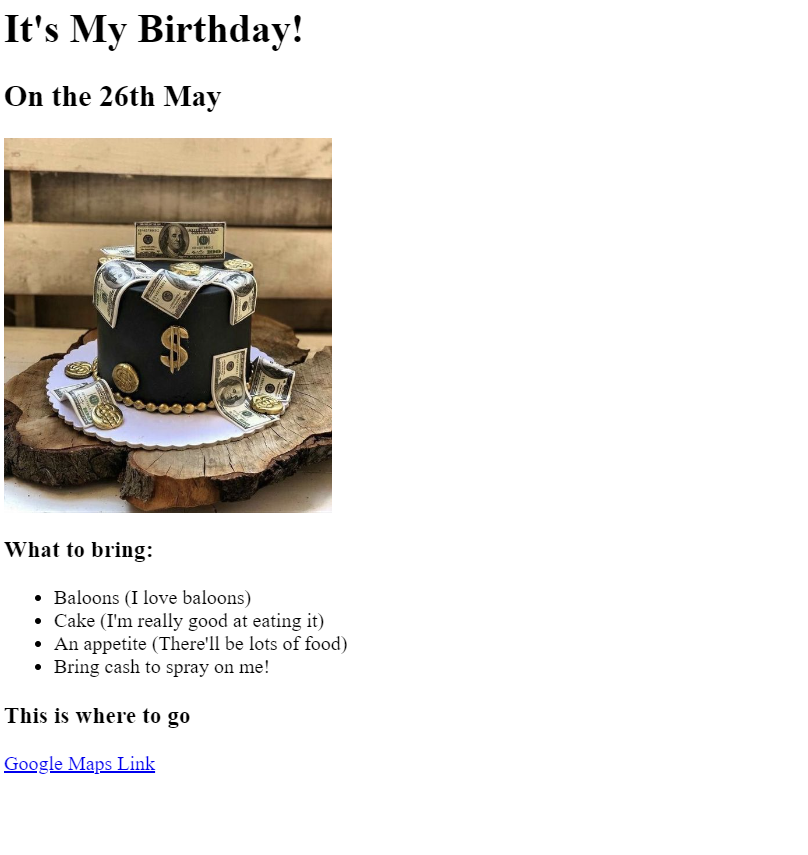 It's My Birthday!
On the 26th May
$
What to bring:
Baloons (I love baloons)
Cake (I'm really good at eating it)
An appetite (There'll be lots of food)
Bring cash to spray on me!
This is where to go
Google Maps Link